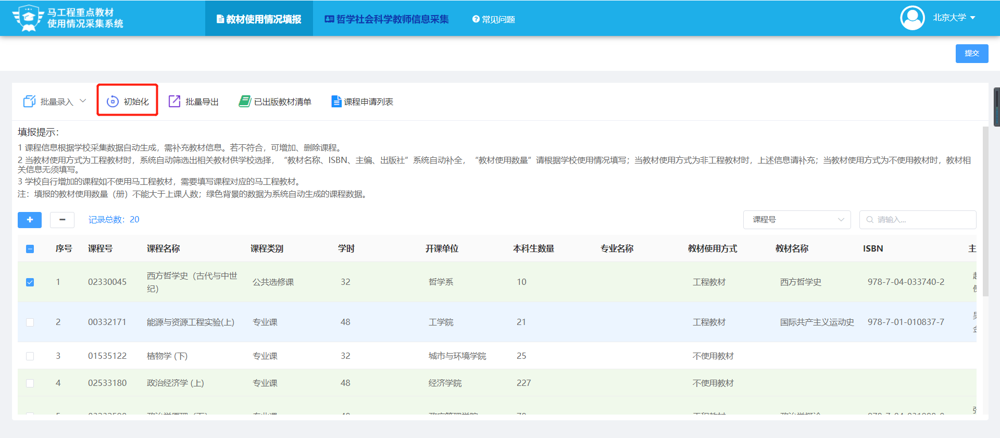 马工程重点教材
使用情况采集系统
教材使用情况填报
哲学社会科学教师信息采集
常见问题
北京大学
提交
批量录入
初始化
批量导出
已出版教材清单
课程申请列表
填报提示：
1 课程信息根据学校采集数据自动生成，需补充教材信息。若不符合，可增加、删除课程。
2 当教材使用方式为工程教材时，系统自动筛选出相关教材供学校选择，“教材名称、ISBN、主编、出版社”系统自动补全，“教材使用数量”请根据学校使用情况填写；当教材使用方式为非工程教材时，上述信息请补充；当教材使用方式为不使用教材时，教材相
关信息无须填写。
3 学校自行增加的课程如不使用马工程教材，需要填写课程对应的马工程教材。
注：填报的教材使用数量（册）不能大于上课人数；绿色背景的数据为系统自动生成的课程数据。
记录总数：20
课程号
请输入...
序号 课程号 课程名称 课程类别 学时 开课单位 本科生数量 专业名称 教材使用方式 教材名称 ISBN 主
1 02330045 西方哲学史（古代与中世
纪） 公共选修课 32 哲学系 10 工程教材 西方哲学史 978-7-04-033740-2
2 00332171 能源与资源工程实验(上) 专业课 48 工学院 21 工程教材 国际共产主义运动史 978-7-01-010837-7
3 01535122 植物学 (下) 专业课 32 城市与环境学院 25 不使用教材
4 02533180 政治经济学 (上) 专业课 48 经济学院 227 不使用教材